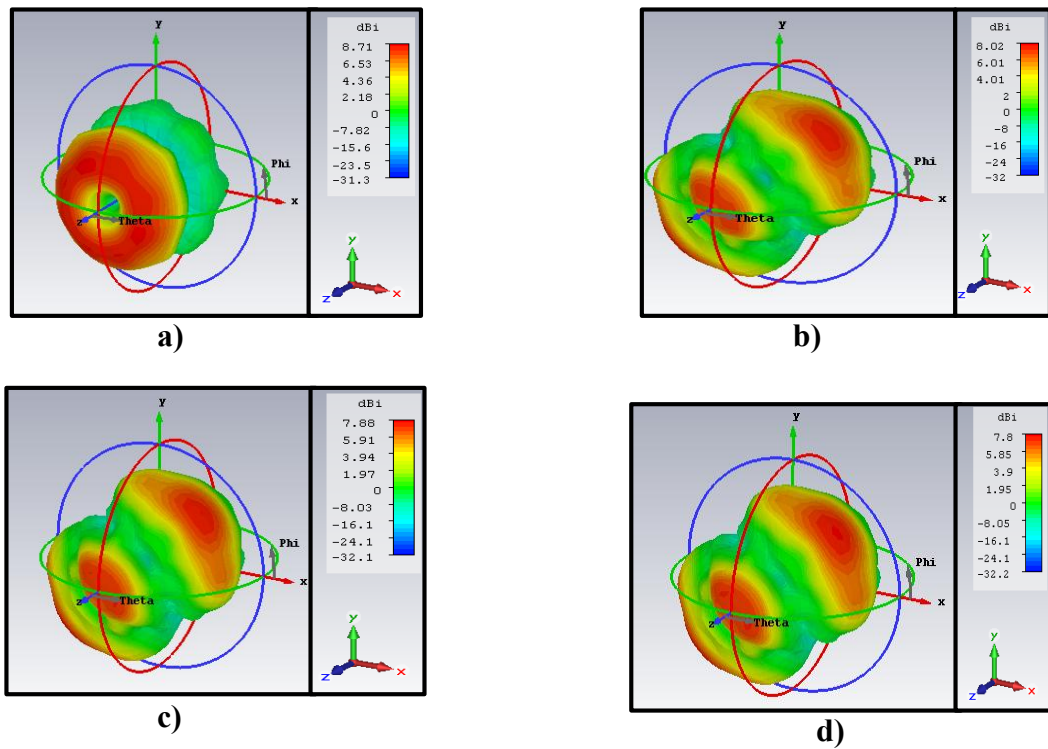 y
Phi
x
z
Theta
dBi
8.71
6.53
4.36
2.18
0
-7.82
-15.6
-23.5
-31.3
y
z
x
a)
y
Phi
x
z
Theta
dBi
8.02
6.01
4.01
2
0
-8
-16
-24
-32
y
z
x
b)
y
Phi
x
z
Theta
dBi
7.88
5.91
3.94
1.97
0
-8.03
-16.1
-24.1
-32.1
y
z
x
c)
y
Phi
x
z
Theta
dBi
7.8
5.85
3.9
1.95
0
-8.05
-16.1
-24.1
-32.2
y
z
x
d)